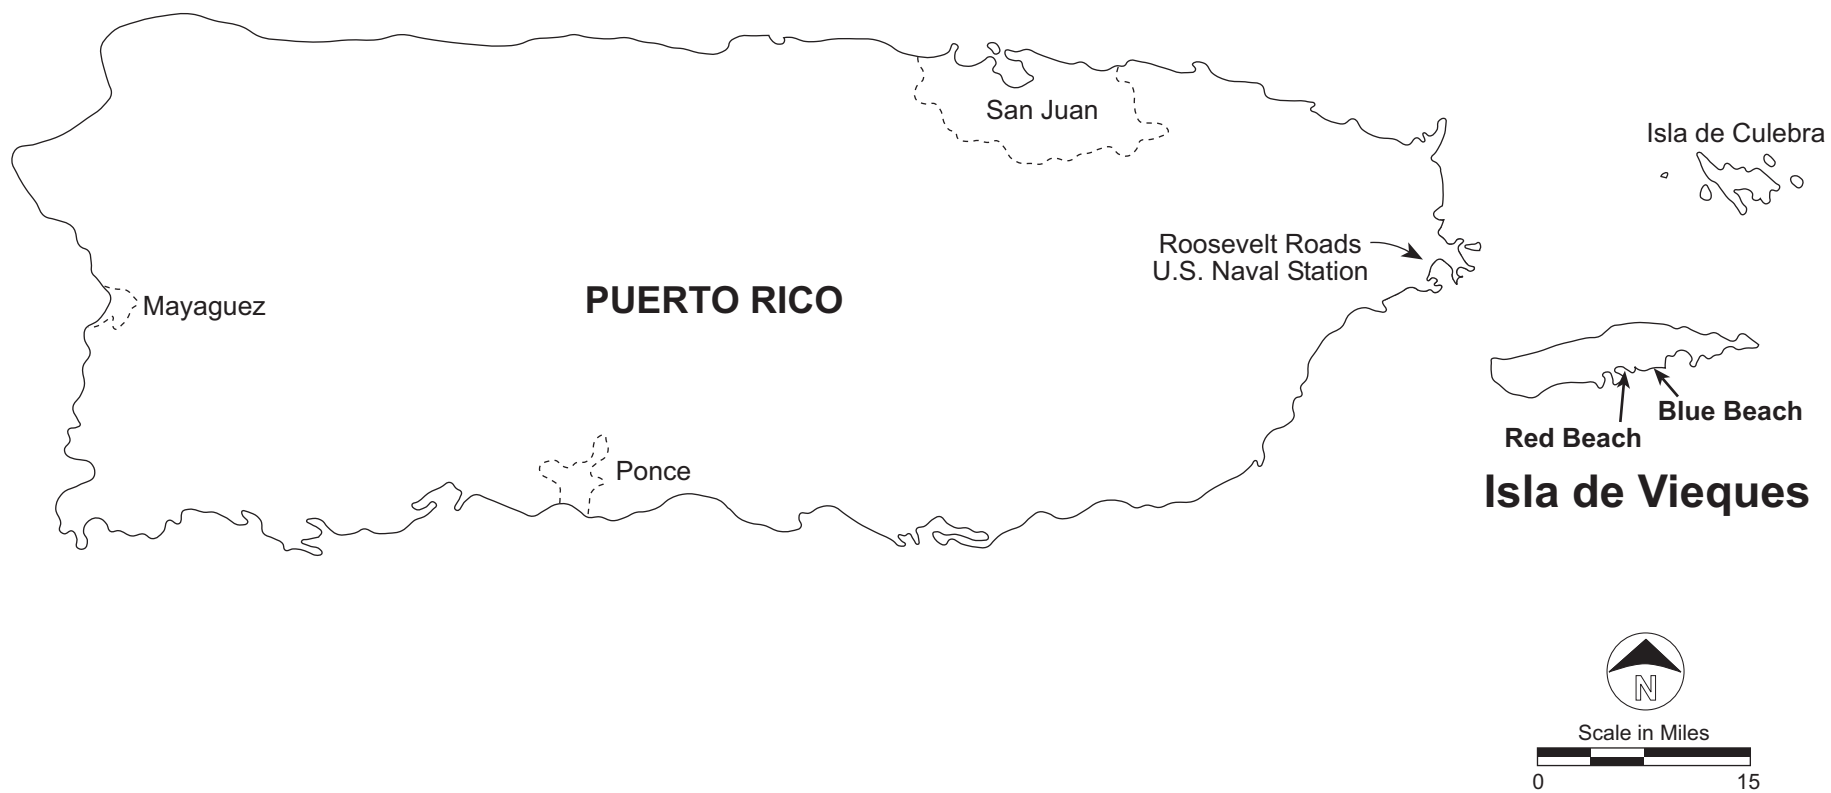 San Juan
Isla de Culebra
Roosevelt Roads
U.S. Naval Station
PUERTO RICO
Mayaguez
Blue Beach
Red Beach
Ponce
Isla de Vieques
N
Scale in Miles
0 15